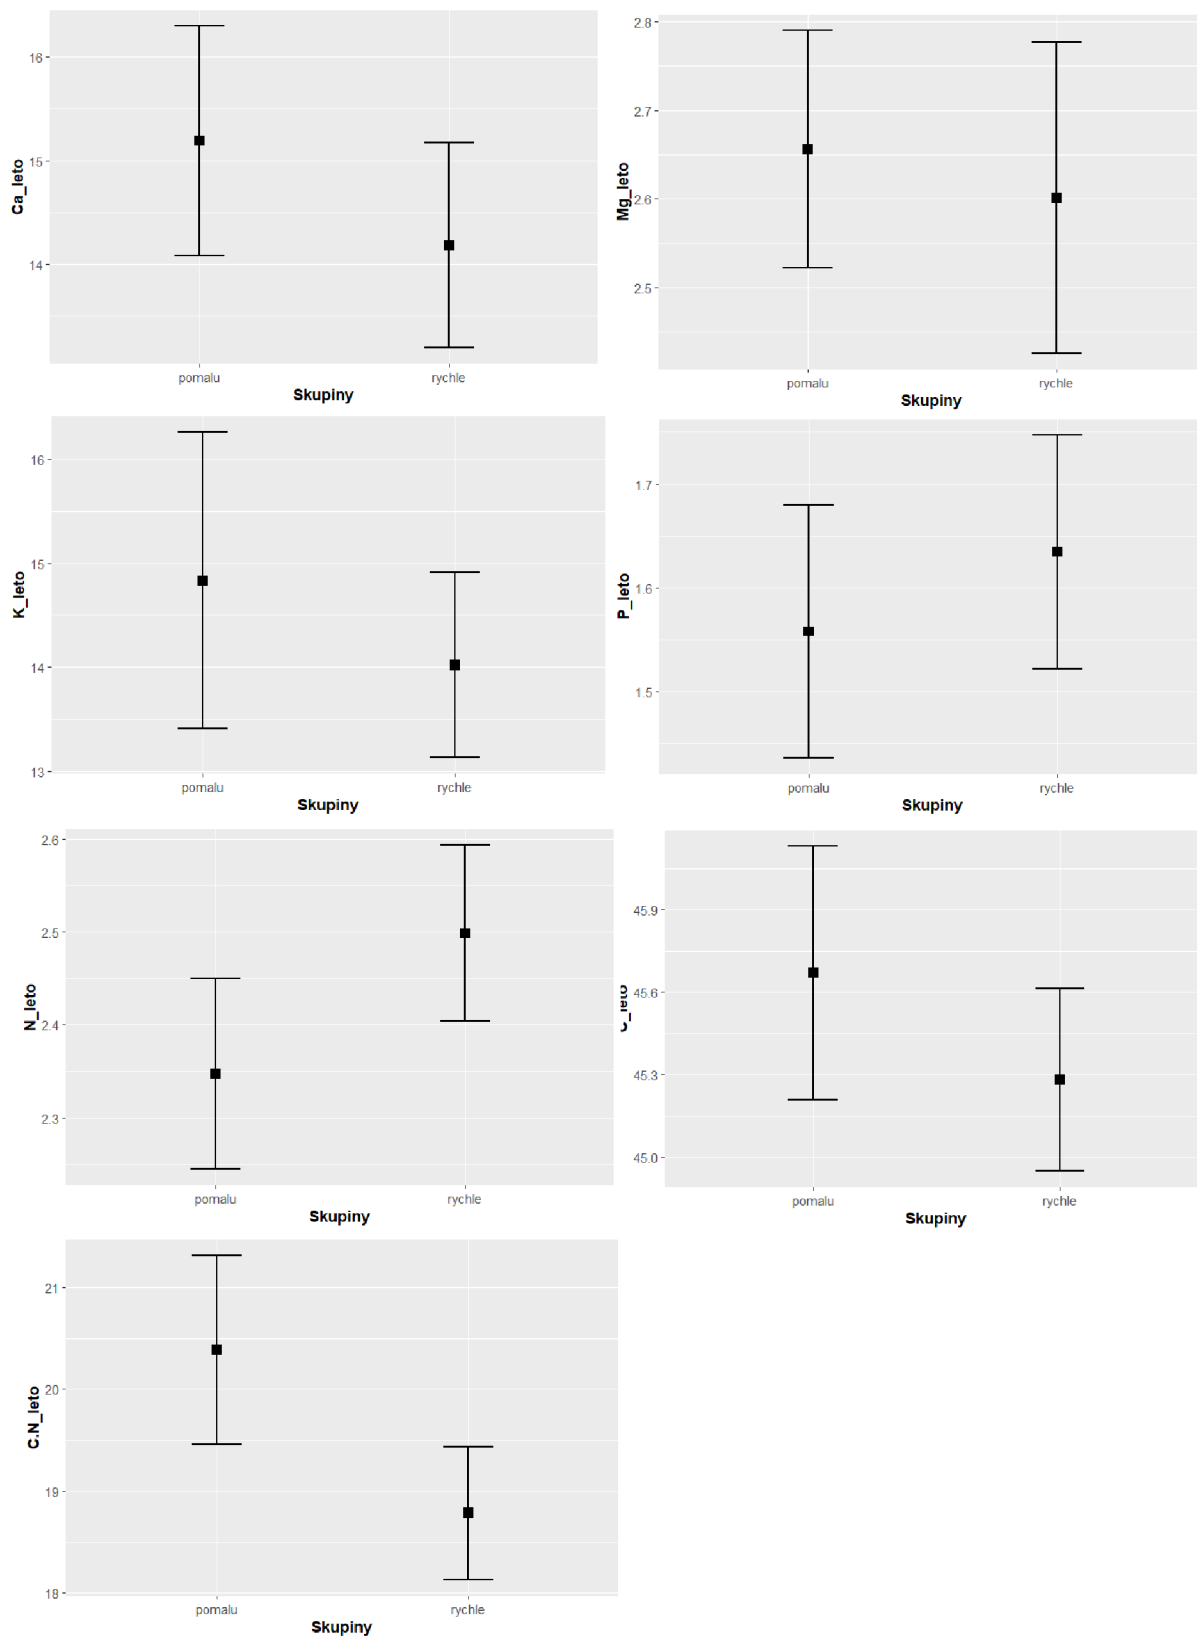 Ca_leto
16
15
14
pomalu rychle
Skupiny
Mg_leto
2.8
2.7
2.6
2.5
pomalu rychle
Skupiny
K_leto
16
15
14
13
pomalu rychle
Skupiny
P_leto
1.7
1.6
1.5
pomalu rychle
Skupiny
N_leto
2.6
2.5
2.4
2.3
pomalu rychle
Skupiny
C_leto
45.9
45.6
45.3
45.0
pomalu rychle
Skupiny
C.N_leto
21
20
19
18
pomalu rychle
Skupiny